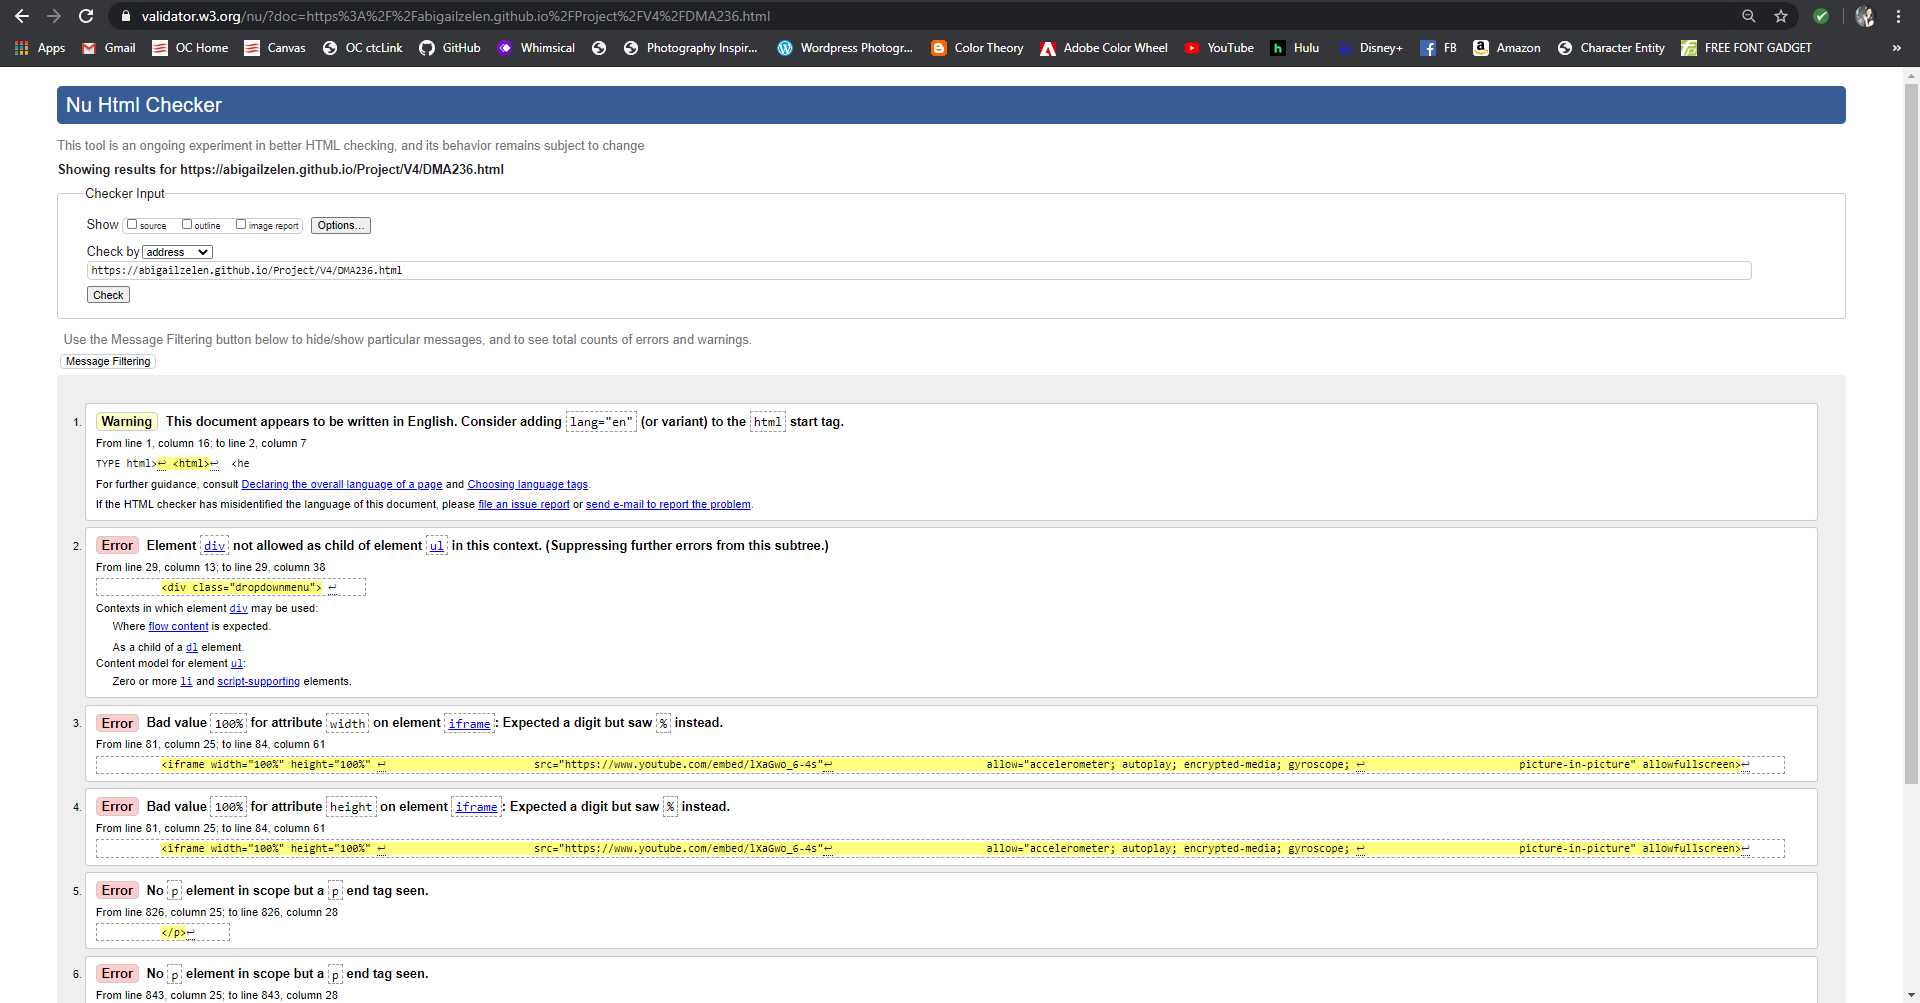 validator.w3.org/nu/?doc=https%3A%2F%2Fabigailzelen.github.io%2FProject%2FV4%2FDMA236.html
Apps Gmail OC Home Canvas OC ctcLink GitHub Whimsical Photography Inspir... Wordpress Photogr... Color Theory Adobe Color Wheel YouTube Hulu Disney+ FB Amazon Character Entity FREE FONT GADGET »
Nu Html Checker
This tool is an ongoing experiment in better HTML checking, and its behavior remains subject to change
Showing results for https://abigailzelen.github.io/Project/V4/DMA236.html
Checker Input
Show source outline image report Options...
Check by address
https://abigailzelen.github.io/Project/V4/DMA236.html
Check
Use the Message Filtering button below to hide/show particular messages, and to see total counts of errors and warnings.
Message Filtering
1. Warning This document appears to be written in English. Consider adding lang="en" (or variant) to the html start tag.
From line 1, column 16; to line 2, column 7
TYPE html>↩ <html>↩ <he
For further guidance, consult Declaring the overall language of a page and Choosing language tags.
If the HTML checker has misidentified the language of this document, please file an issue report or send e-mail to report the problem.
2. Error Element div not allowed as child of element ul in this context. (Suppressing further errors from this subtree.)
From line 29, column 13; to line 29, column 38
<div class="dropdownmenu"> ↩
Contexts in which element div may be used:
Where flow content is expected.
As a child of a dl element.
Content model for element ul:
Zero or more li and script-supporting elements.
3. Error Bad value 100% for attribute width on element iframe: Expected a digit but saw % instead.
From line 81, column 25; to line 84, column 61
<iframe width="100%" height="100%" ↩ src="https://www.youtube.com/embed/lXaGwo_6-4s"↩ allow="accelerometer; autoplay; encrypted-media; gyroscope; ↩ picture-in-picture" allowfullscreen>↩
4. Error Bad value 100% for attribute height on element iframe: Expected a digit but saw % instead.
From line 81, column 25; to line 84, column 61
<iframe width="100%" height="100%" ↩ src="https://www.youtube.com/embed/lXaGwo_6-4s"↩ allow="accelerometer; autoplay; encrypted-media; gyroscope; ↩ picture-in-picture" allowfullscreen>↩
5. Error No p element in scope but a p end tag seen.
From line 826, column 25; to line 826, column 28
</p>↩
6. Error No p element in scope but a p end tag seen.
From line 843, column 25; to line 843, column 28